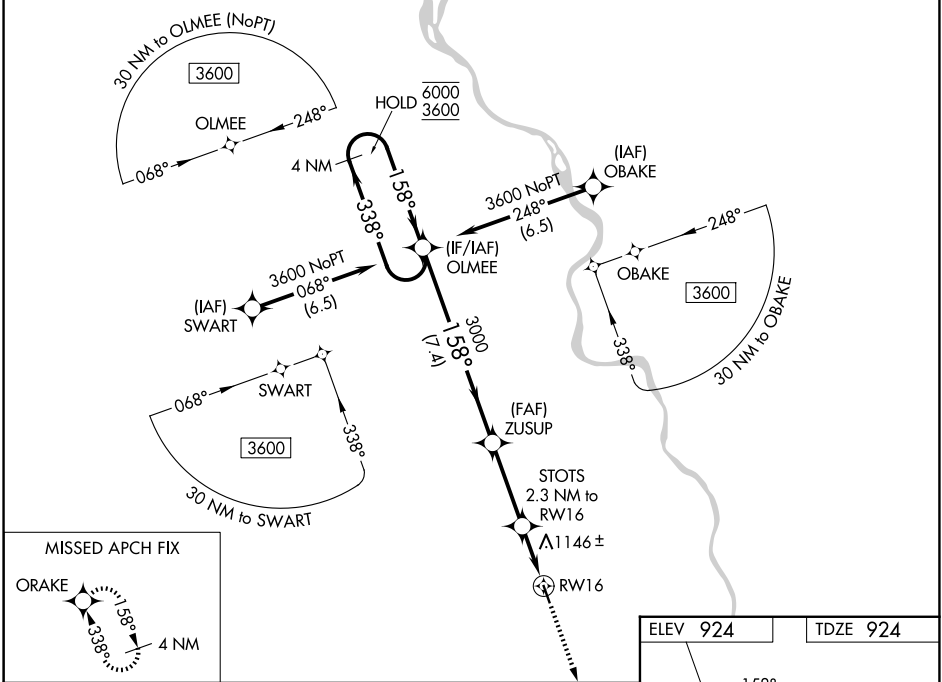 30 NM to OLMEE (NoPT)
3600
OLMEE
248°
068°
HOLD
6000
3600
4 NM
158°
338°
(IAF)
OBAKE
3600 NoPT
248°
(6.5)
(IF/IAF)
OLMEE
3600 NoPT
068°
(6.5)
(IAF)
SWART
248°
OBAKE
3600
338°
30 NM to OBAKE
3000
158°
(7.4)
068°
SWART
3600
338°
30 NM to SWART
(FAF)
ZUSUP
STOTS
2.3 NM to
RW16
1146 ±
RW16
MISSED APCH FIX
ORAKE
158°
338°
4 NM
ELEV 924
TDZE 924